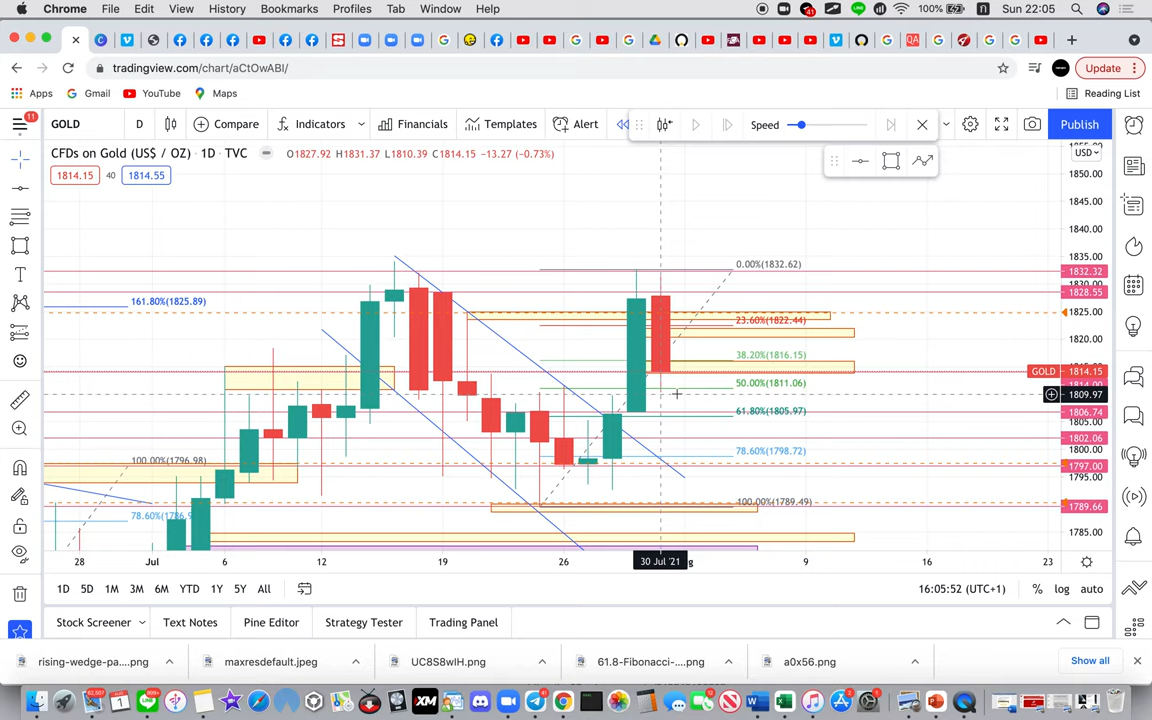 Chrome File Edit View History Bookmarks Profiles Tab Window Help 41 100% Sun 22:05
tradingview.com/chart/aCtOwABI/ Update
Apps Gmail YouTube Maps Reading List
11 GOLD D Compare Indicators Financials Templates Alert Speed Publish
CFDs on Gold (US$ / OZ) · 1D · TVC O1827.92 H1831.37 L1810.39 C1814.15 −13.27 (−0.73%) USD
1814.15 40 1814.55
1850.00
1845.00
1840.00
1835.00
0.00%(1832.62)
1832.32
1830.00
1828.55
161.80%(1825.89)
1825.00
23.60%(1822.44)
1820.00
38.20%(1816.15)
GOLD 1814.15
50.00%(1811.06)
1809.97
61.80%(1805.97) 1806.74
1805.00
1802.06
1800.00
78.60%(1798.72)
100.00%(1796.98) 1797.00
1795.00
100.00%(1789.49) 1789.66
78.60%(1786.9
1785.00
28 Jul 6 12 19 26 30 Jul '21 9 16 23
1D 5D 1M 3M 6M YTD 1Y 5Y All 16:05:52 (UTC+1) % log auto
Stock Screener Text Notes Pine Editor Strategy Tester Trading Panel
rising-wedge-pa....png maxresdefault.jpeg UC8S8wIH.png 61.8-Fibonacci-....png a0x56.png Show all
XM